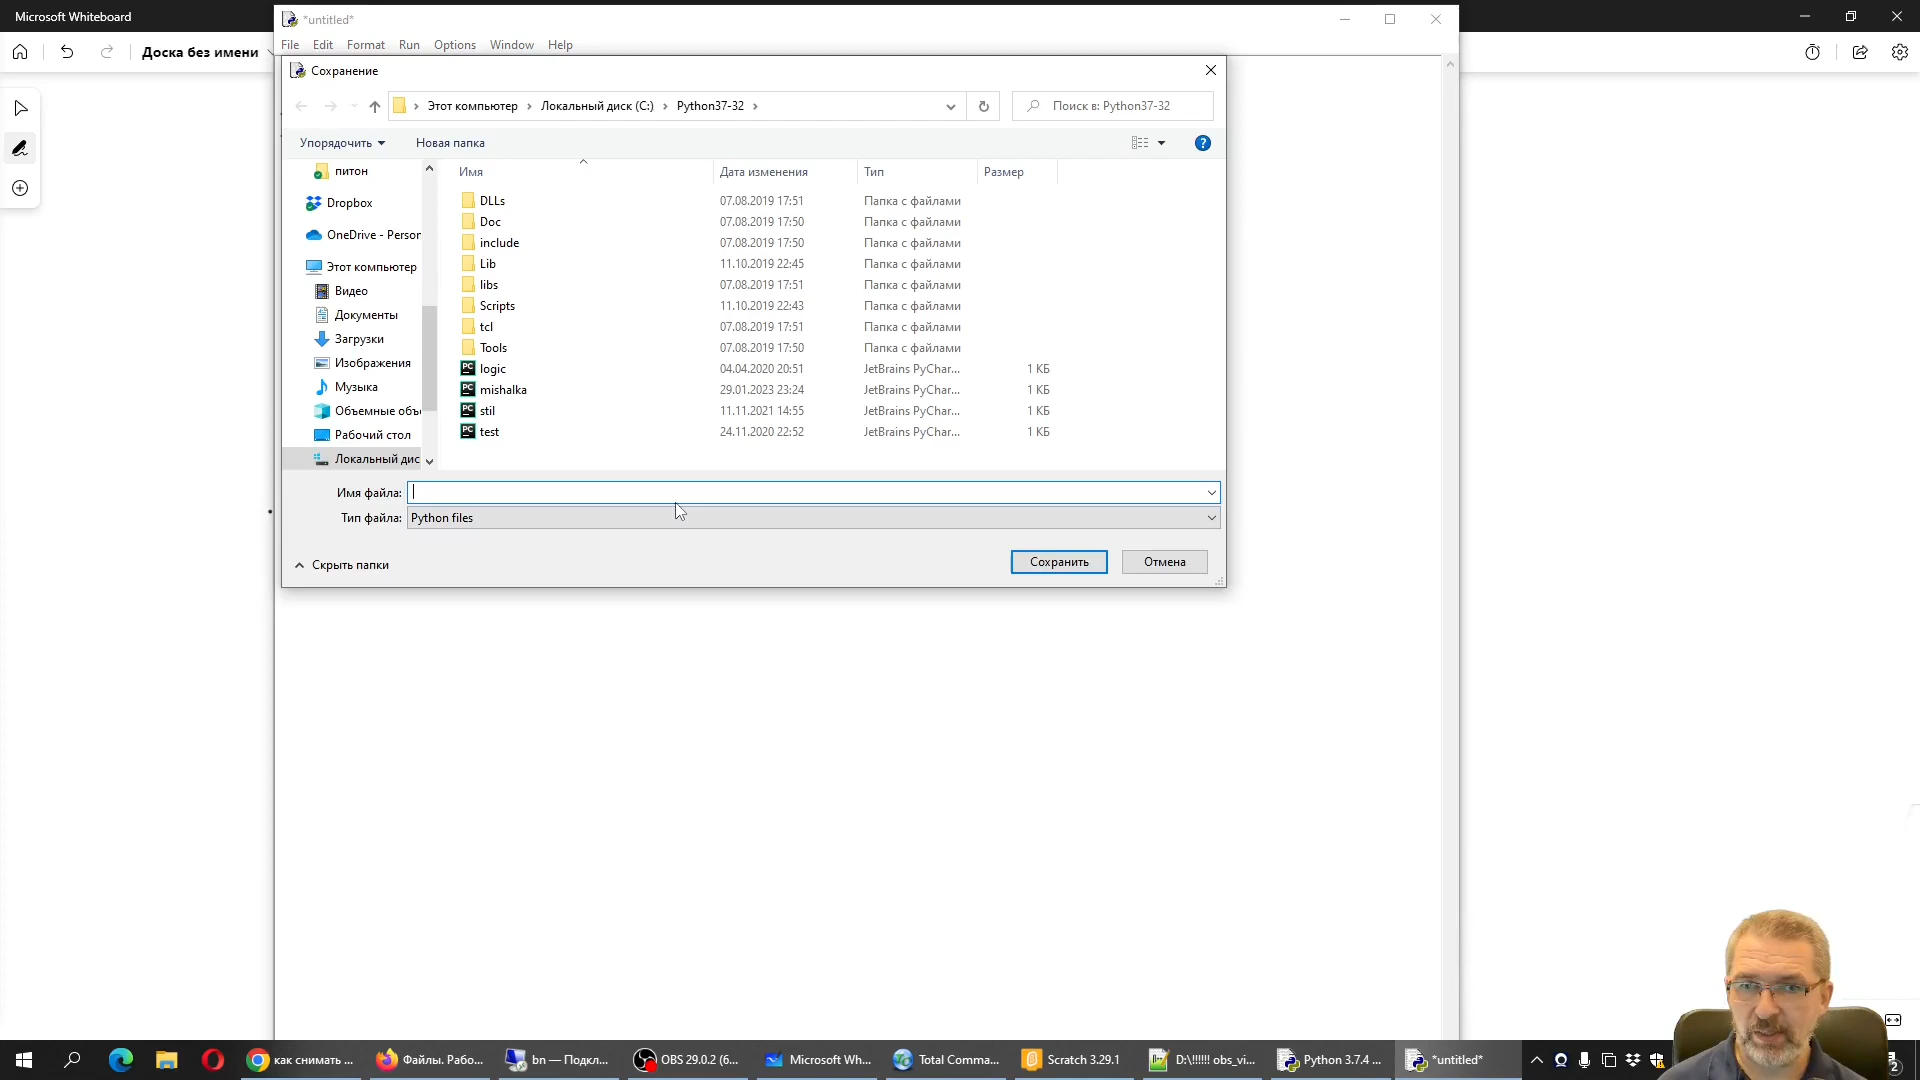 Microsoft Whiteboard
*untitled*
Доска без имени
File Edit Format Run Options Window Help
Сохранение
Этот компьютер › Локальный диск (C:) › Python37-32 ›
Поиск в: Python37-32
Упорядочить
Новая папка
Имя Дата изменения Тип Размер
питон
Dropbox
OneDrive - Person
Этот компьютер
Видео
Документы
Загрузки
Изображения
Музыка
Объемные объ
Рабочий стол
Локальный дис
DLLs 07.08.2019 17:51 Папка с файлами
Doc 07.08.2019 17:50 Папка с файлами
include 07.08.2019 17:50 Папка с файлами
Lib 11.10.2019 22:45 Папка с файлами
libs 07.08.2019 17:51 Папка с файлами
Scripts 11.10.2019 22:43 Папка с файлами
tcl 07.08.2019 17:51 Папка с файлами
Tools 07.08.2019 17:50 Папка с файлами
logic 04.04.2020 20:51 JetBrains PyChar... 1 КБ
mishalka 29.01.2023 23:24 JetBrains PyChar... 1 КБ
stil 11.11.2021 14:55 JetBrains PyChar... 1 КБ
test 24.11.2020 22:52 JetBrains PyChar... 1 КБ
Имя файла:
Тип файла: Python files
Скрыть папки
Сохранить
Отмена
как снимать ... Файлы. Рабо... bn — Подкл... OBS 29.0.2 (6... Microsoft Wh... Total Comma... Scratch 3.29.1 D:\!!!!!! obs_vi... Python 3.7.4 ... *untitled*
2